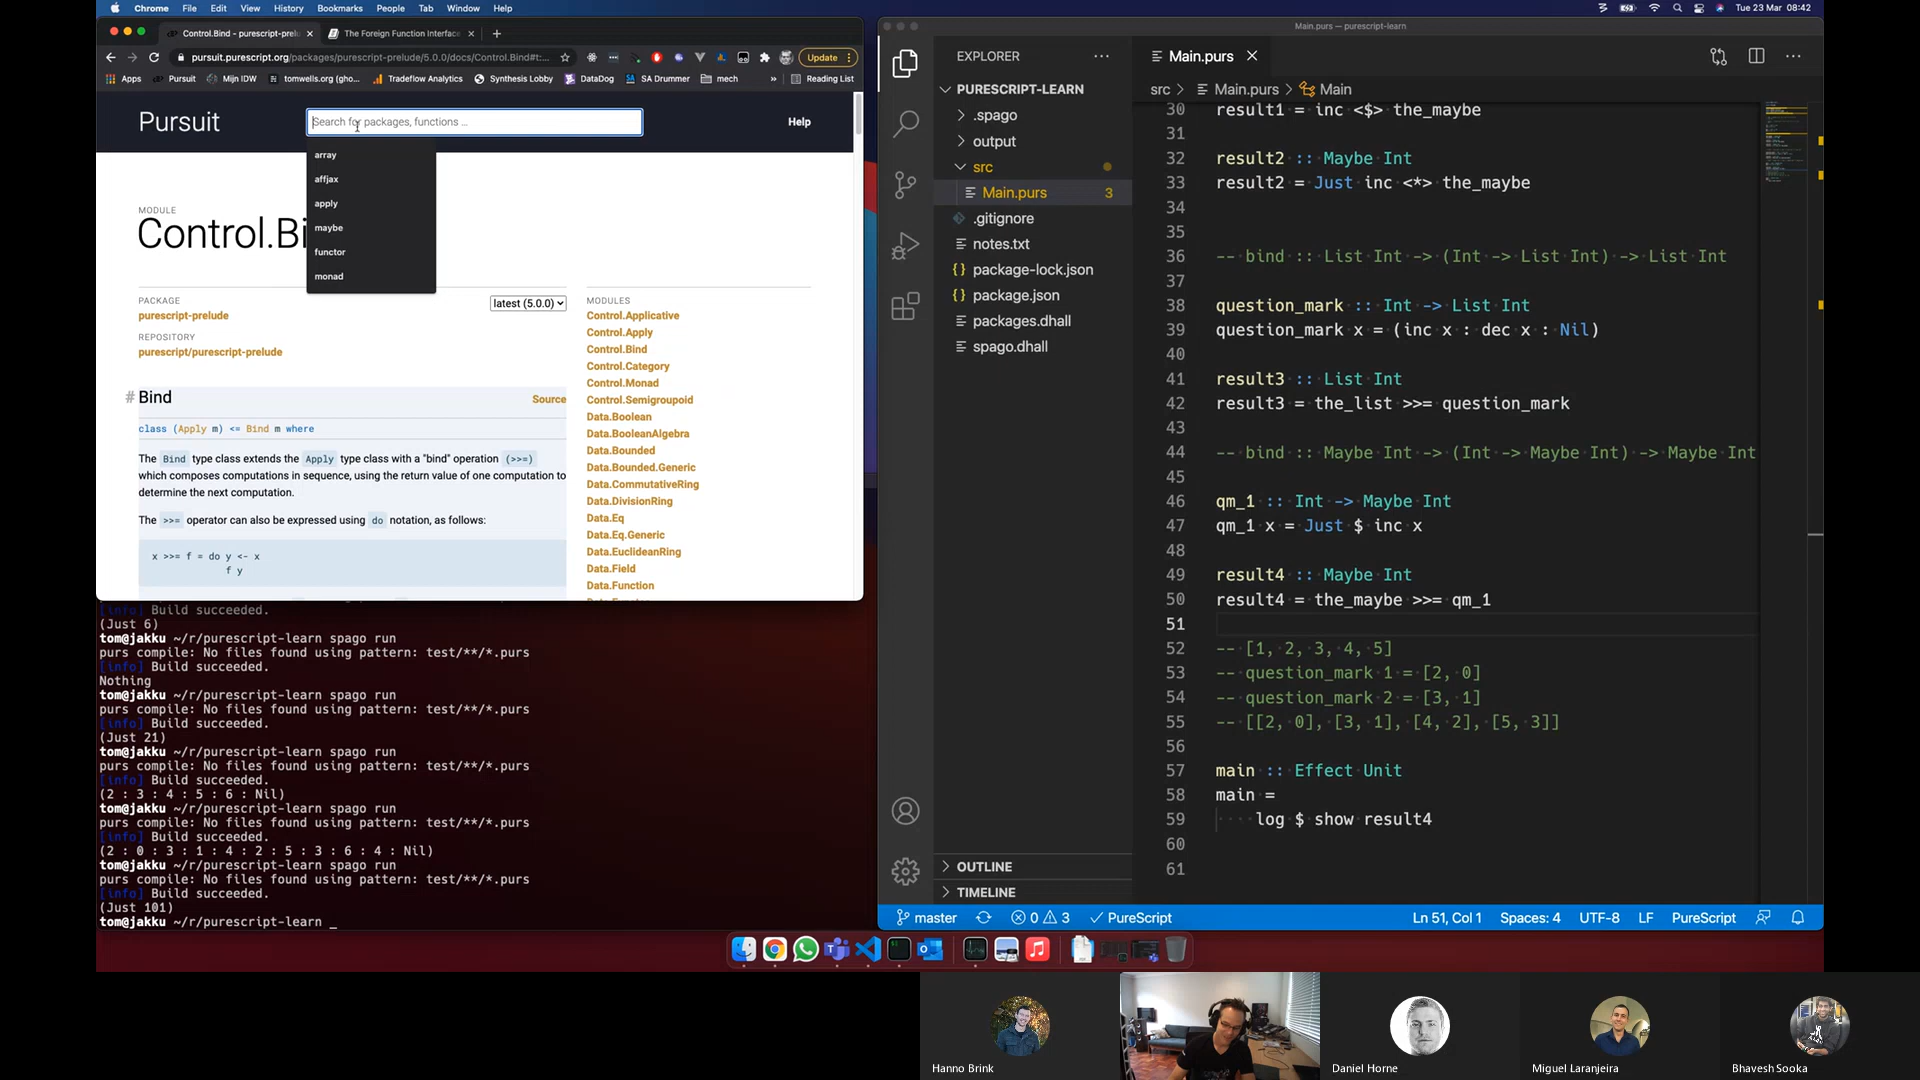 Chrome File Edit View History Bookmarks People Tab Window Help
Tue 23 Mar 08:42
Control.Bind - purescript-prelu
The Foreign Function Interface
pursuit.purescript.org/packages/purescript-prelude/5.0.0/docs/Control.Bind#t:...
Update
Apps Pursuit Mijn IDW tomwells.org (gho... Tradeflow Analytics Synthesis Lobby DataDog SA Drummer mech » Reading List
Pursuit
Search for packages, functions ...
Help
array
affjax
apply
maybe
functor
monad
MODULE
Control.Bi
PACKAGE
purescript-prelude
latest (5.0.0)
REPOSITORY
purescript/purescript-prelude
# Bind
Source
class (Apply m) <= Bind m where
The Bind type class extends the Apply type class with a "bind" operation (>>=)
which composes computations in sequence, using the return value of one computation to
determine the next computation.
The >>= operator can also be expressed using do notation, as follows:
x >>= f = do y <- x
f y
MODULES
Control.Applicative
Control.Apply
Control.Bind
Control.Category
Control.Monad
Control.Semigroupoid
Data.Boolean
Data.BooleanAlgebra
Data.Bounded
Data.Bounded.Generic
Data.CommutativeRing
Data.DivisionRing
Data.Eq
Data.Eq.Generic
Data.EuclideanRing
Data.Field
Data.Function
[info] Build succeeded.
(Just 6)
tom@jakku ~/r/purescript-learn spago run
purs compile: No files found using pattern: test/**/*.purs
[info] Build succeeded.
Nothing
tom@jakku ~/r/purescript-learn spago run
purs compile: No files found using pattern: test/**/*.purs
[info] Build succeeded.
(Just 21)
tom@jakku ~/r/purescript-learn spago run
purs compile: No files found using pattern: test/**/*.purs
[info] Build succeeded.
(2 : 3 : 4 : 5 : 6 : Nil)
tom@jakku ~/r/purescript-learn spago run
purs compile: No files found using pattern: test/**/*.purs
[info] Build succeeded.
(2 : 0 : 3 : 1 : 4 : 2 : 5 : 3 : 6 : 4 : Nil)
tom@jakku ~/r/purescript-learn spago run
purs compile: No files found using pattern: test/**/*.purs
[info] Build succeeded.
(Just 101)
tom@jakku ~/r/purescript-learn _
Main.purs — purescript-learn
EXPLORER
PURESCRIPT-LEARN
.spago
output
src
Main.purs 3
.gitignore
notes.txt
package-lock.json
package.json
packages.dhall
spago.dhall
OUTLINE
TIMELINE
Main.purs
src > Main.purs > Main
30 result1 = inc <$> the_maybe
31
32 result2 :: Maybe Int
33 result2 = Just inc <*> the_maybe
34
35
36 -- bind :: List Int -> (Int -> List Int) -> List Int
37
38 question_mark :: Int -> List Int
39 question_mark x = (inc x : dec x : Nil)
40
41 result3 :: List Int
42 result3 = the_list >>= question_mark
43
44 -- bind :: Maybe Int -> (Int -> Maybe Int) -> Maybe Int
45
46 qm_1 :: Int -> Maybe Int
47 qm_1 x = Just $ inc x
48
49 result4 :: Maybe Int
50 result4 = the_maybe >>= qm_1
51
52 -- [1, 2, 3, 4, 5]
53 -- question_mark 1 = [2, 0]
54 -- question_mark 2 = [3, 1]
55 -- [[2, 0], [3, 1], [4, 2], [5, 3]]
56
57 main :: Effect Unit
58 main =
59 log $ show result4
60
61
master 0 3 PureScript
Ln 51, Col 1 Spaces: 4 UTF-8 LF PureScript
Hanno Brink
Daniel Horne
Miguel Laranjeira
Bhavesh Sooka